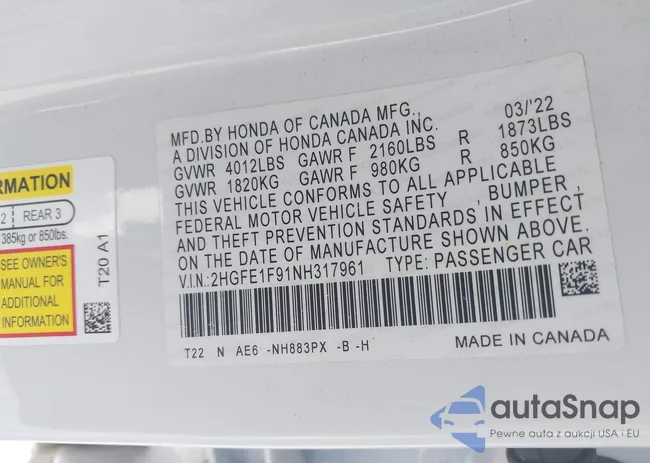 MFD.BY HONDA OF CANADA MFG., 03/'22
A DIVISION OF HONDA CANADA INC.
GVWR 4012LBS GAWR F 2160LBS R 1873LBS
GVWR 1820KG GAWR F 980KG R 850KG
THIS VEHICLE CONFORMS TO ALL APPLICABLE
FEDERAL MOTOR VEHICLE SAFETY , BUMPER ,
AND THEFT PREVENTION STANDARDS IN EFFECT
ON THE DATE OF MANUFACTURE SHOWN ABOVE.
V.I.N.:2HGFE1F91NH317961 TYPE: PASSENGER CAR
T22 N AE6 -NH883PX -B -H MADE IN CANADA
2 REAR 3
385kg or 850lbs.
SEE OWNER'S
MANUAL FOR
ADDITIONAL
INFORMATION
T20 A1
autaSnap
Pewne auta z aukcji USA i EU